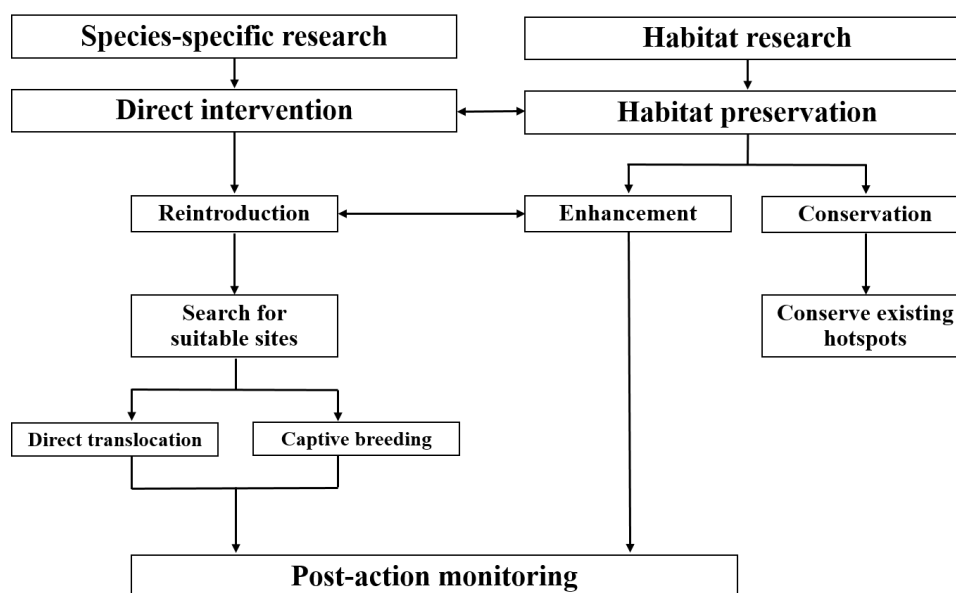 Species-specific research
Habitat research
Direct intervention
Habitat preservation
Reintroduction
Enhancement
Conservation
Search for
suitable sites
Conserve existing
hotspots
Direct translocation
Captive breeding
Post-action monitoring